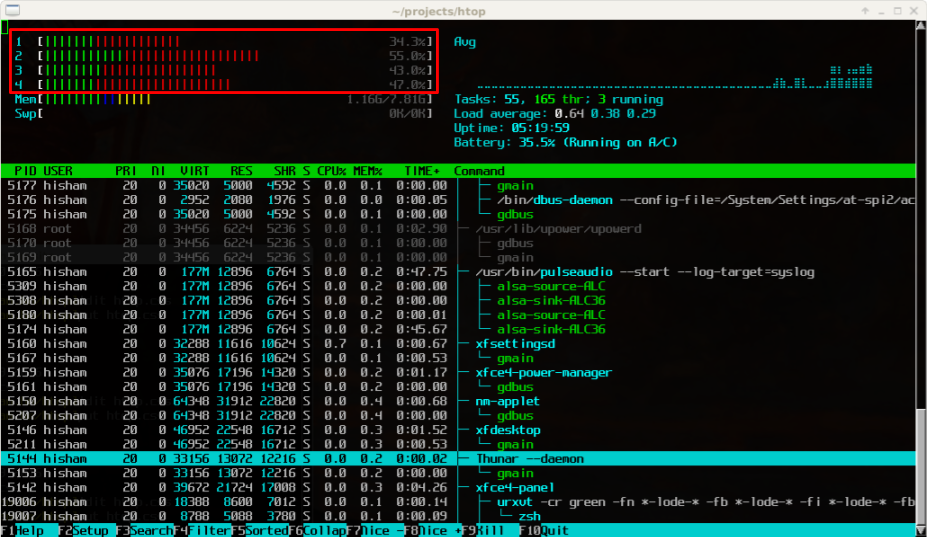 ~/projects/htop
1 [||||||||||||||||||||||| 34.3%] Avg
2 [||||||||||||||||||||||||||||||||||||| 55.0%]
3 [||||||||||||||||||||||||||||| 43.0%]
4 [|||||||||||||||||||||||||||||||| 47.0%]
Mem[|||||||||||||||||| 1.16G/7.81G] Tasks: 55, 165 thr; 3 running
Swp[ 0K/0K] Load average: 0.64 0.38 0.29
Uptime: 05:19:59
Battery: 35.5% (Running on A/C)
PID USER PRI NI VIRT RES SHR S CPU% MEM% TIME+ Command
5177 hisham 20 0 35020 5000 4592 S 0.0 0.1 0:00.00 │ ├─ gmain
5176 hisham 20 0 2952 2080 1976 S 0.0 0.0 0:00.05 │ ├─ /bin/dbus-daemon --config-file=/System/Settings/at-spi2/ac
5175 hisham 20 0 35020 5000 4592 S 0.0 0.1 0:00.00 │ └─ gdbus
5168 root 20 0 34456 6224 5236 S 0.0 0.1 0:02.90 ├─ /usr/lib/upower/upowerd
5170 root 20 0 34456 6224 5236 S 0.0 0.1 0:00.00 │ ├─ gdbus
5169 root 20 0 34456 6224 5236 S 0.0 0.1 0:00.00 │ └─ gmain
5165 hisham 20 0 177M 12896 6764 S 0.0 0.2 0:47.75 ├─ /usr/bin/pulseaudio --start --log-target=syslog
5309 hisham 20 0 177M 12896 6764 S 0.0 0.2 0:00.00 │ ├─ alsa-source-ALC
5308 hisham 20 0 177M 12896 6764 S 0.0 0.2 0:00.00 │ ├─ alsa-sink-ALC36
5180 hisham 20 0 177M 12896 6764 S 0.0 0.2 0:00.01 │ ├─ alsa-source-ALC
5174 hisham 20 0 177M 12896 6764 S 0.0 0.2 0:45.67 │ └─ alsa-sink-ALC36
5160 hisham 20 0 32288 11616 10624 S 0.7 0.1 0:00.67 ├─ xfsettingsd
5167 hisham 20 0 32288 11616 10624 S 0.0 0.1 0:00.53 │ └─ gmain
5159 hisham 20 0 35076 17196 14320 S 0.0 0.2 0:01.17 ├─ xfce4-power-manager
5161 hisham 20 0 35076 17196 14320 S 0.0 0.2 0:00.00 │ └─ gdbus
5150 hisham 20 0 64348 31912 22820 S 0.0 0.4 0:00.68 ├─ nm-applet
5207 hisham 20 0 64348 31912 22820 S 0.0 0.4 0:00.00 │ └─ gdbus
5146 hisham 20 0 46952 22548 16712 S 0.0 0.3 0:01.52 ├─ xfdesktop
5211 hisham 20 0 46952 22548 16712 S 0.0 0.3 0:00.53 │ └─ gmain
5144 hisham 20 0 33156 13072 12216 S 0.0 0.2 0:00.02 ├─ Thunar --daemon
5153 hisham 20 0 33156 13072 12216 S 0.0 0.2 0:00.00 │ └─ gmain
5142 hisham 20 0 39672 21724 17008 S 0.0 0.3 0:04.26 ├─ xfce4-panel
19006 hisham 20 0 18388 8600 7012 S 0.0 0.1 0:00.14 │ ├─ urxvt -cr green -fn *-lode-* -fb *-lode-* -fi *-lode-* -fb
19007 hisham 20 0 8788 5088 3780 S 0.0 0.1 0:00.09 │ │ └─ zsh
F1Help F2Setup F3SearchF4FilterF5SortedF6CollapF7Nice -F8Nice +F9Kill F10Quit